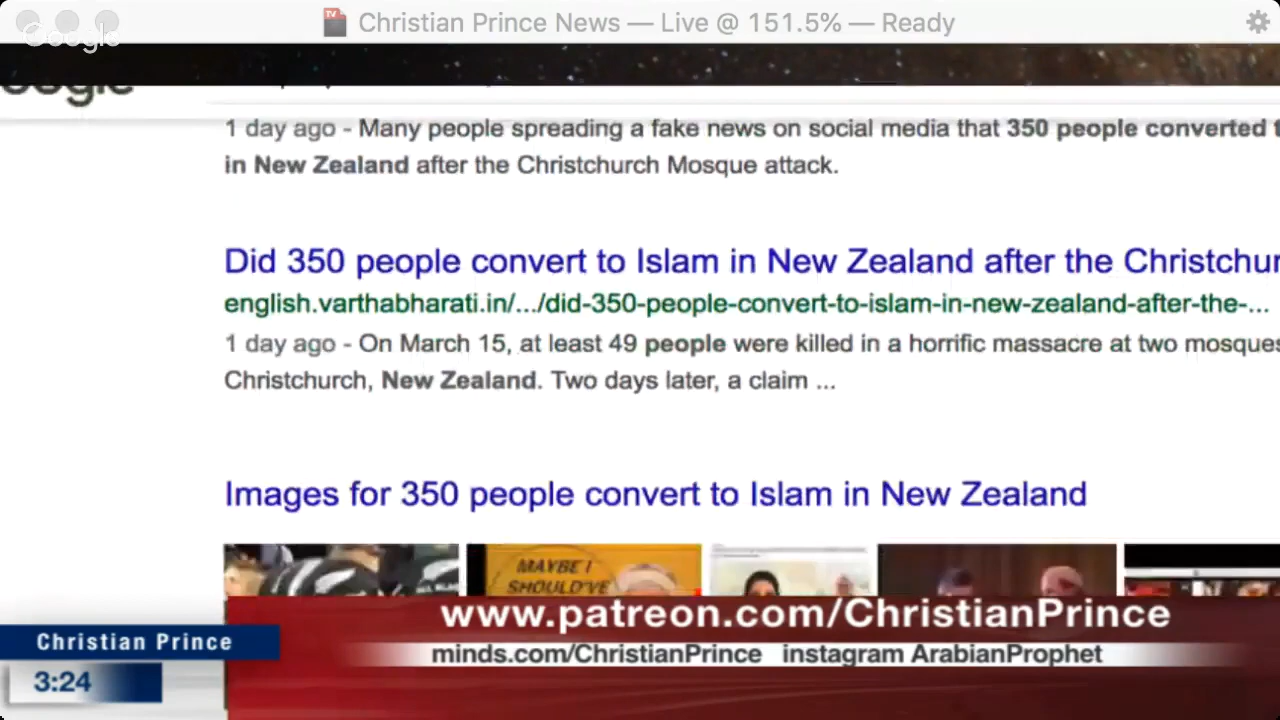 Christian Prince News — Live @ 151.5% — Ready
Google
1 day ago - Many people spreading a fake news on social media that 350 people converted
in New Zealand after the Christchurch Mosque attack.
Did 350 people convert to Islam in New Zealand after the Christchur
english.varthabharati.in/.../did-350-people-convert-to-islam-in-new-zealand-after-the-...
1 day ago - On March 15, at least 49 people were killed in a horrific massacre at two mosques
Christchurch, New Zealand. Two days later, a claim ...
Images for 350 people convert to Islam in New Zealand
MAYBE I
SHOULD'VE
www.patreon.com/ChristianPrince
Christian Prince
minds.com/ChristianPrince instagram ArabianProphet
3:24